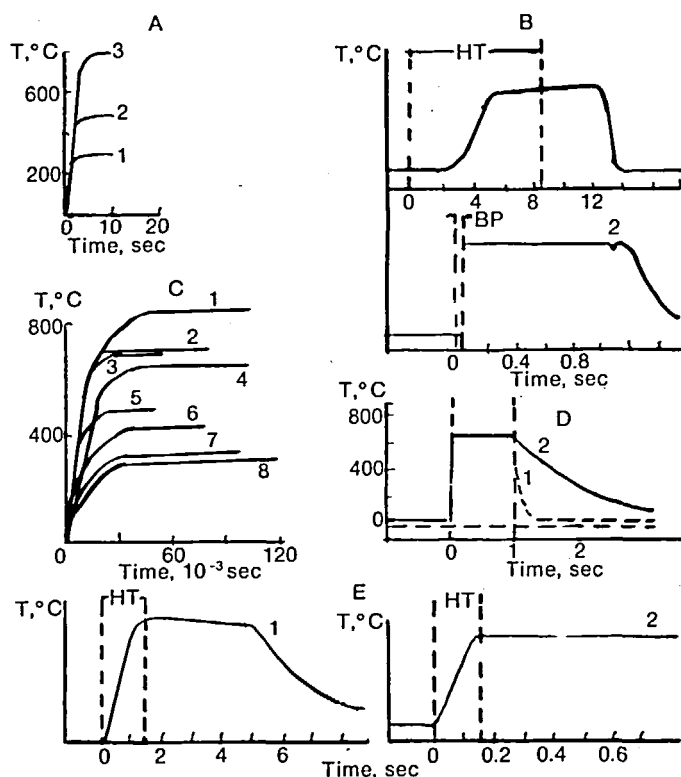 A
T,°C
3
600
2
1
200
0 10 20
Time, sec
B
T,°C
HT
0 4 8 12
BP
2
0 0.4 0.8
Time, sec
C
T,°C
1
800
2
3
4
5
400
6
7
8
0 60 120
Time, 10⁻³ sec
D
T,°C
800
2
400
1
0
0 1 2
Time, sec
E
T,°C
HT
1
0 2 4 6 8
T,°C
HT
2
0 0.2 0.4 0.6
Time, sec